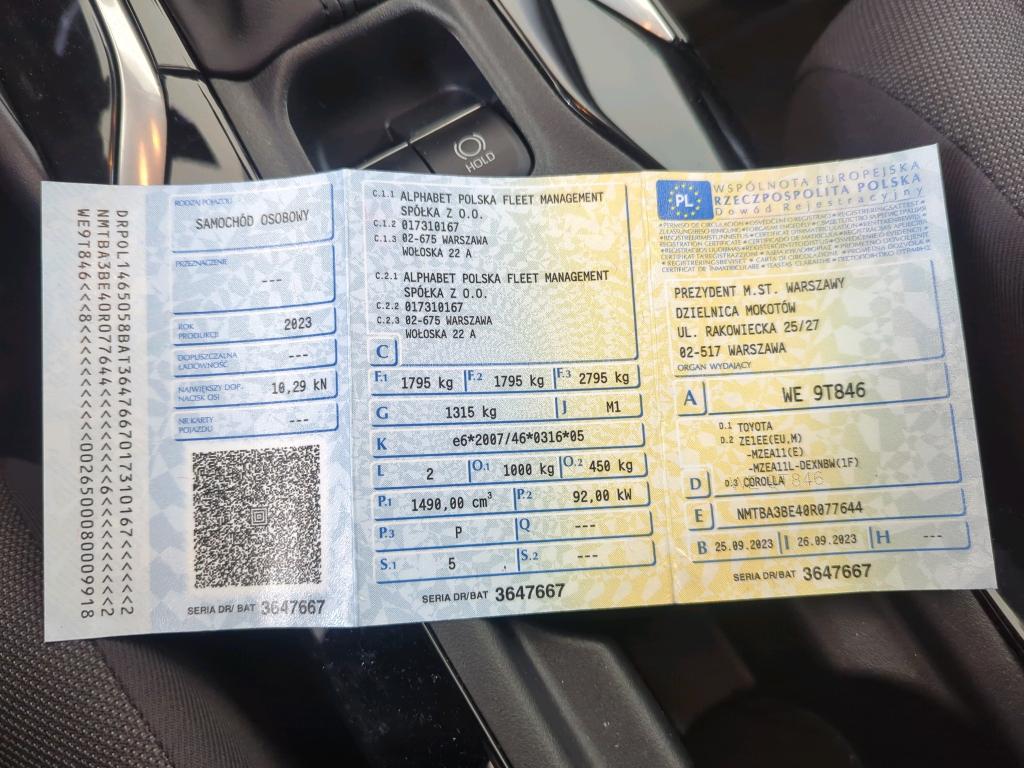 HOLD
DRPOL1465058BAT3647667017310167<<<<<2
NMTBA3BE40R077644<<<<<<<<<6<<<<<<<<<2
WE9T846<<<8<<<<<<<<<<<<0026500080009918
RODZAJ POJAZDU
SAMOCHÓD OSOBOWY
PRZEZNACZENIE
---
ROK PRODUKCJI 2023
DOPUSZCZALNA ŁADOWNOŚĆ ---
NAJWIĘKSZY DOP. NACISK OSI 10,29 kN
NR KARTY POJAZDU ---
SERIA DR/ BAT 3647667
C.1.1 ALPHABET POLSKA FLEET MANAGEMENT
SPÓŁKA Z O.O.
C.1.2 017310167
C.1.3 02-675 WARSZAWA
WOŁOSKA 22 A
C.2.1 ALPHABET POLSKA FLEET MANAGEMENT
SPÓŁKA Z O.O.
C.2.2 017310167
C.2.3 02-675 WARSZAWA
WOŁOSKA 22 A
C
F.1 1795 kg F.2 1795 kg F.3 2795 kg
G 1315 kg J M1
K e6*2007/46*0316*05
L 2 O.1 1000 kg O.2 450 kg
P.1 1490,00 cm³ P.2 92,00 kW
P.3 P Q ---
S.1 5 S.2 ---
SERIA DR/BAT 3647667
PL
WSPÓLNOTA EUROPEJSKA
RZECZPOSPOLITA POLSKA
Dowód Rejestracyjny
PREZYDENT M.ST. WARSZAWY
DZIELNICA MOKOTÓW
UL. RAKOWIECKA 25/27
02-517 WARSZAWA
ORGAN WYDAJĄCY
A WE 9T846
D.1 TOYOTA
D.2 ZE1EE(EU,M)
-MZEA11(E)
-MZEA11L-DEXNBW(1F)
D D.3 COROLLA
E NMTBA3BE40R077644
B 25.09.2023 I 26.09.2023 H ---
SERIA DR/BAT 3647667